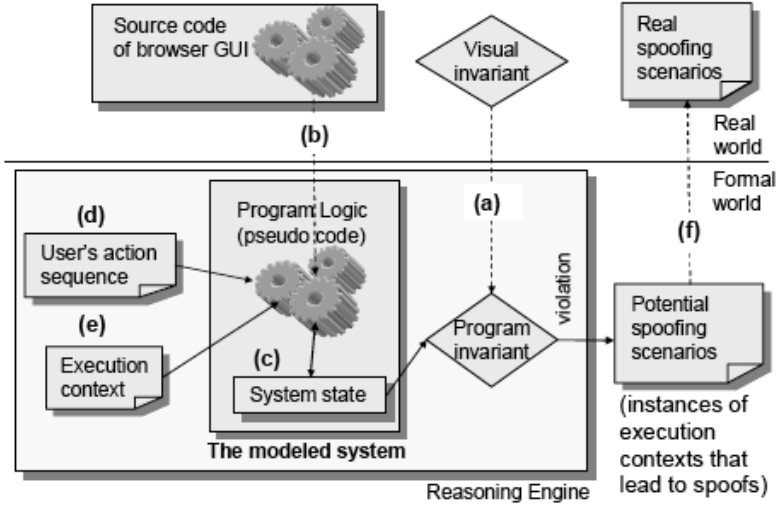 Source code
of browser GUI
Visual
invariant
Real
spoofing
scenarios
(b)
Real
world
Formal
world
(d)
User's action
sequence
Program Logic
(pseudo code)
(a)
(f)
violation
(e)
Execution
context
(c)
System state
Program
invariant
Potential
spoofing
scenarios
The modeled system
Reasoning Engine
(instances of
execution
contexts that
lead to spoofs)